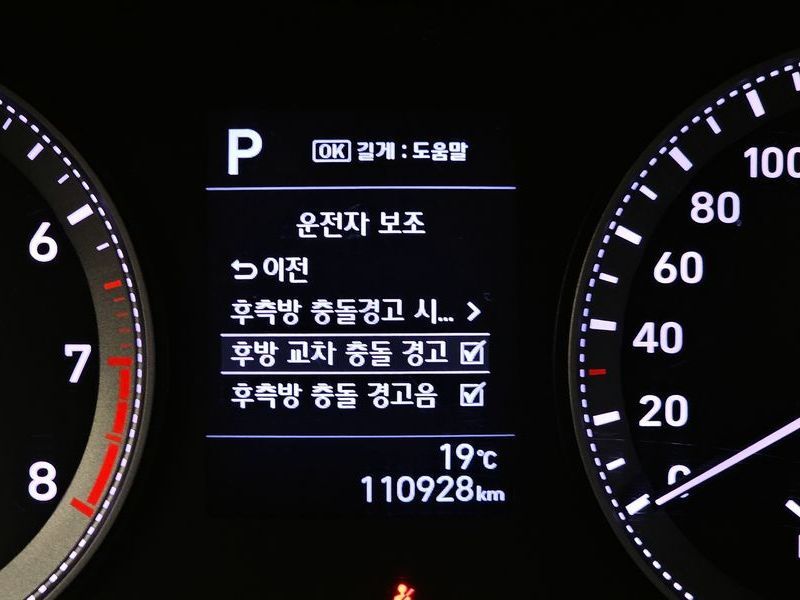 P OK 길게 : 도움말
운전자 보조
이전
후측방 충돌경고 시...
후방 교차 충돌 경고
후측방 충돌 경고음
19℃
110928km
6
7
8
100
80
60
40
20
0